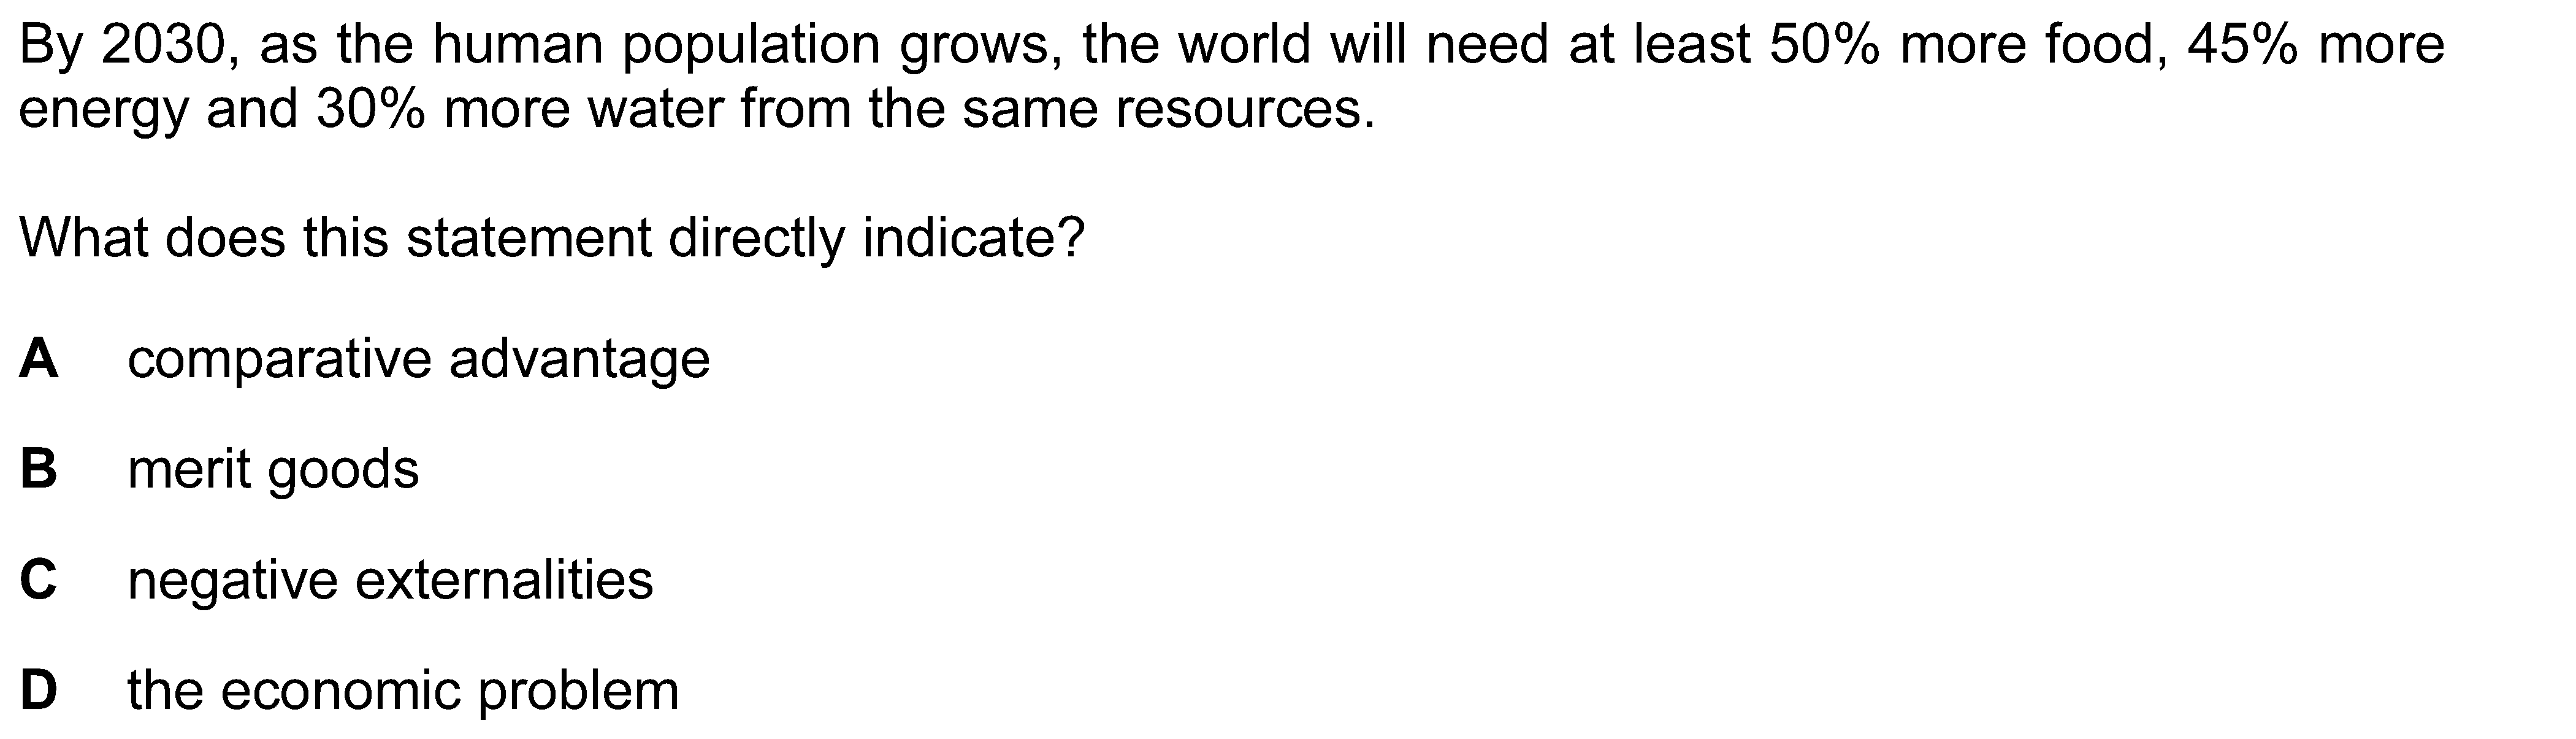 By 2030, as the human population grows, the world will need at least 50% more food, 45% more
energy and 30% more water from the same resources.
What does this statement directly indicate?
A comparative advantage
B merit goods
C negative externalities
D the economic problem